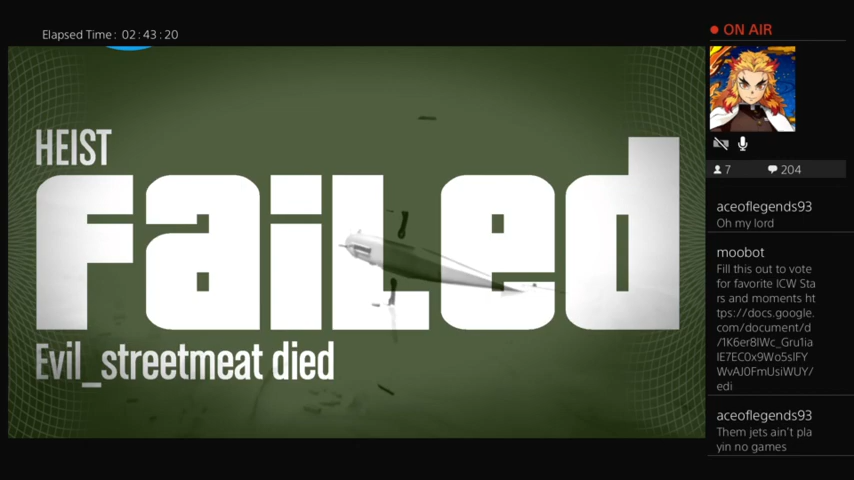 Elapsed Time: 02:43:20
ON AIR
HEIST
FaiLed
Evil_streetmeat died
7
204
aceoflegends93
Oh my lord
moobot
Fill this out to vote
for favorite ICW Sta
rs and moments ht
tps://docs.google.
com/document/d
/1K6er8IWc_Gru1ia
IE7EC0x9Wo5slFY
WvAJ0FmUsiWUY/
edi
aceoflegends93
Them jets ain't pla
yin no games